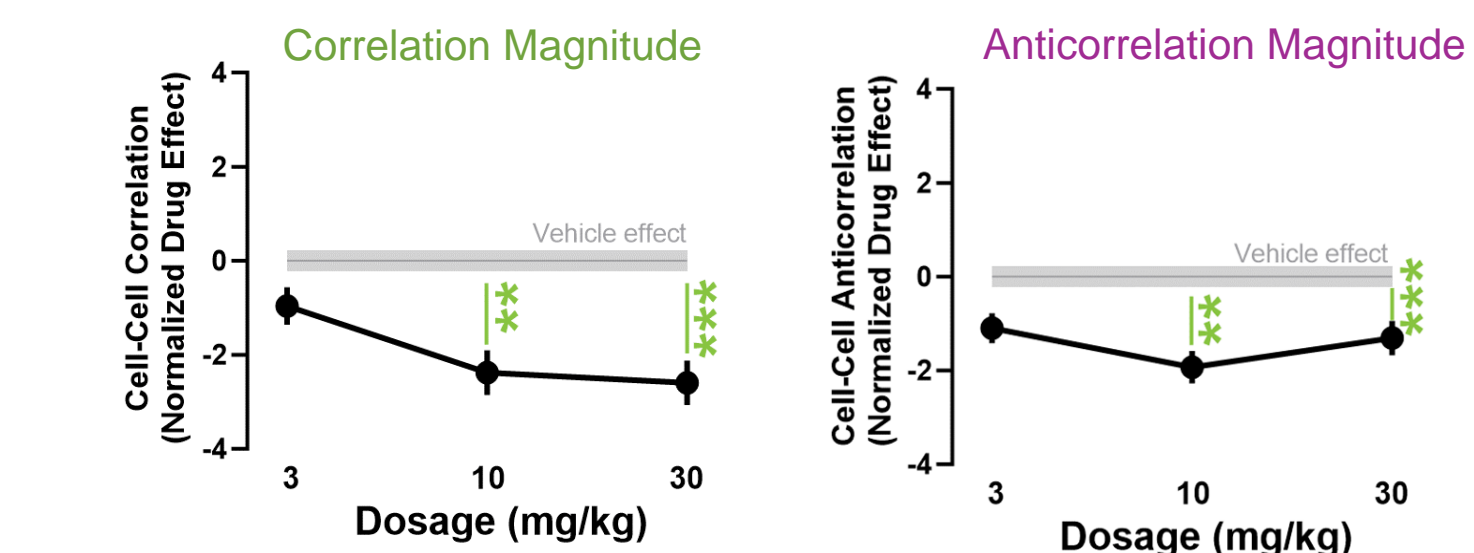 Correlation Magnitude
Cell-Cell Correlation
(Normalized Drug Effect)
4
2
0
-2
-4
Vehicle effect
**
***
3 10 30
Dosage (mg/kg)
Anticorrelation Magnitude
Cell-Cell Anticorrelation
(Normalized Drug Effect)
4
2
0
-2
-4
Vehicle effect
**
***
3 10 30
Dosage (mg/kg)